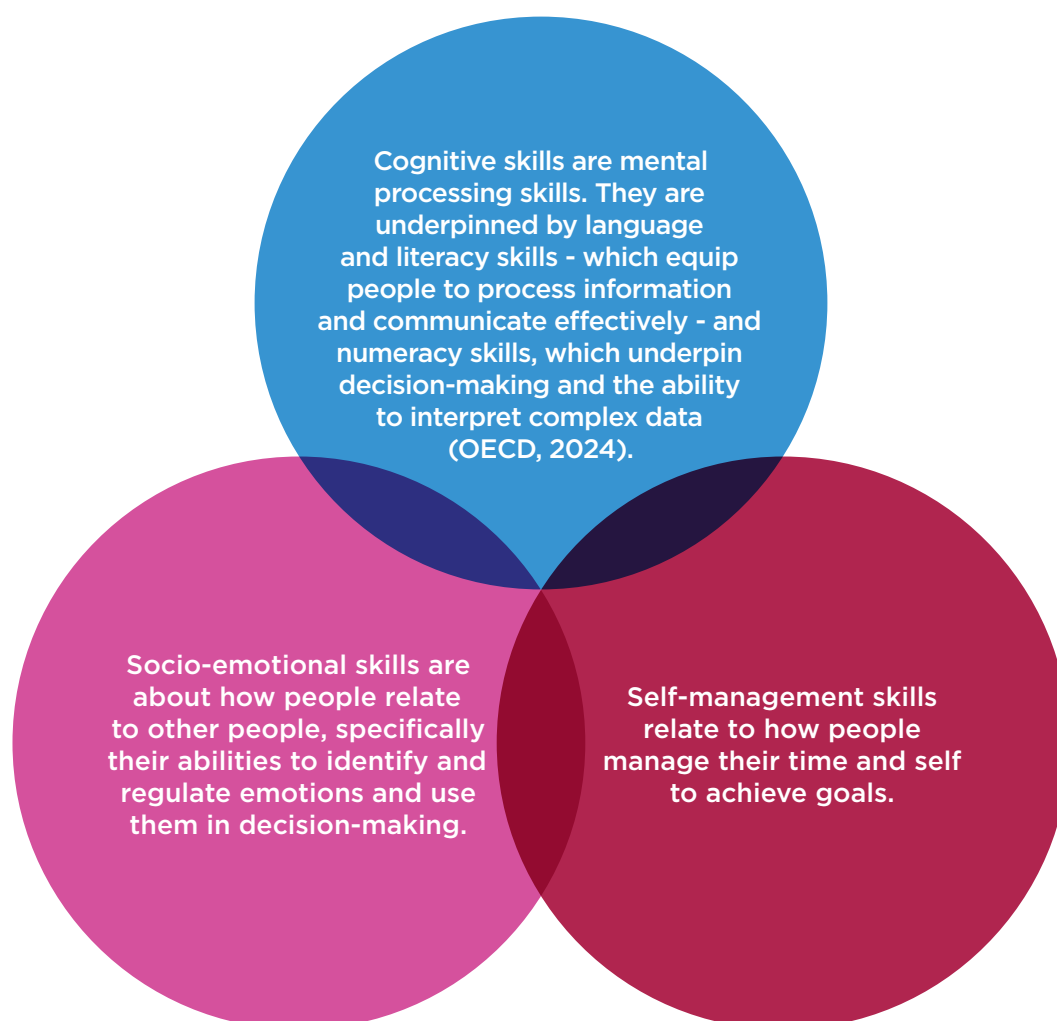 Cognitive skills are mental
processing skills. They are
underpinned by language
and literacy skills - which equip
people to process information
and communicate effectively - and
numeracy skills, which underpin
decision-making and the ability
to interpret complex data
(OECD, 2024).
Socio-emotional skills are
about how people relate
to other people, specifically
their abilities to identify and
regulate emotions and use
them in decision-making.
Self-management skills
relate to how people
manage their time and self
to achieve goals.